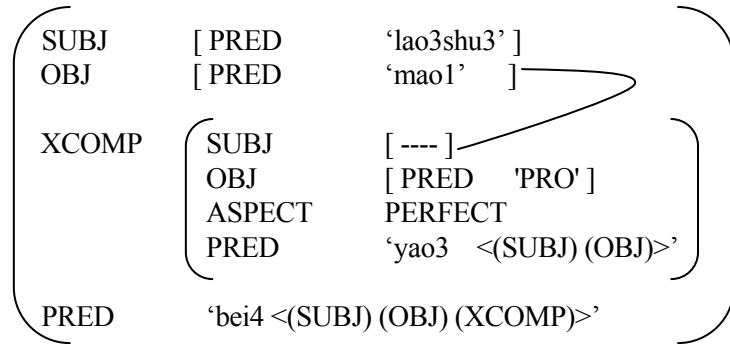 SUBJ [ PRED ‘lao3shu3’ ]
OBJ [ PRED ‘mao1’ ]
XCOMP SUBJ [ ---- ]
OBJ [ PRED 'PRO' ]
ASPECT PERFECT
PRED ‘yao3 <(SUBJ) (OBJ)>’
PRED ‘bei4 <(SUBJ) (OBJ) (XCOMP)>’